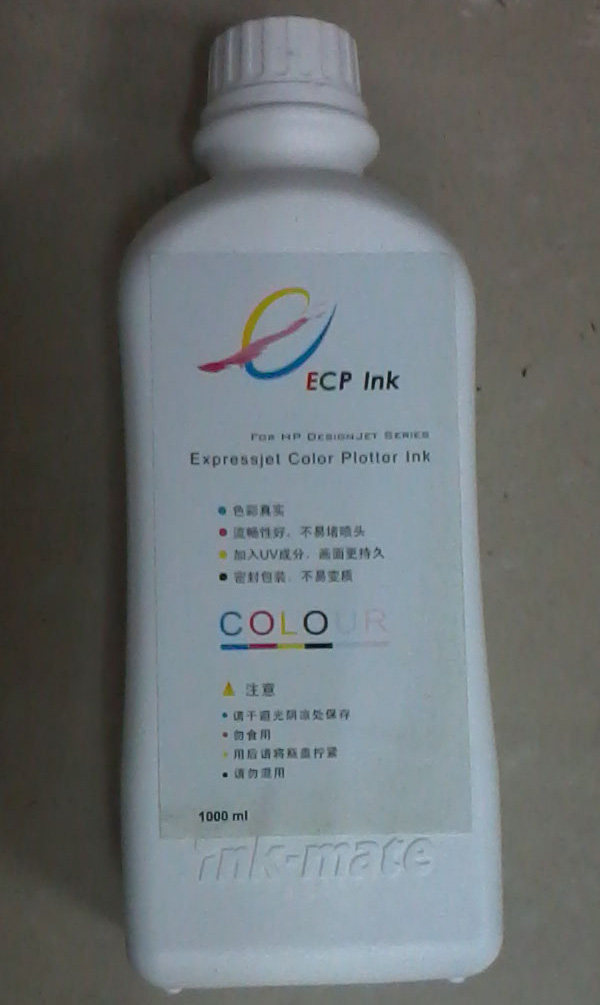 ECP Ink
FOR HP DESIGNJET SERIES
Expressjet Color Plotter Ink
色彩真实
流畅性好，不易堵喷头
加入UV成分，画面更持久
密封包装，不易变质
COLOUR
注意
请于避光阴凉处保存
勿食用
用后请将瓶盖拧紧
请勿混用
1000 ml
ink-mate